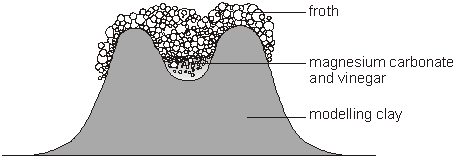 froth
magnesium carbonate
and vinegar
modelling clay